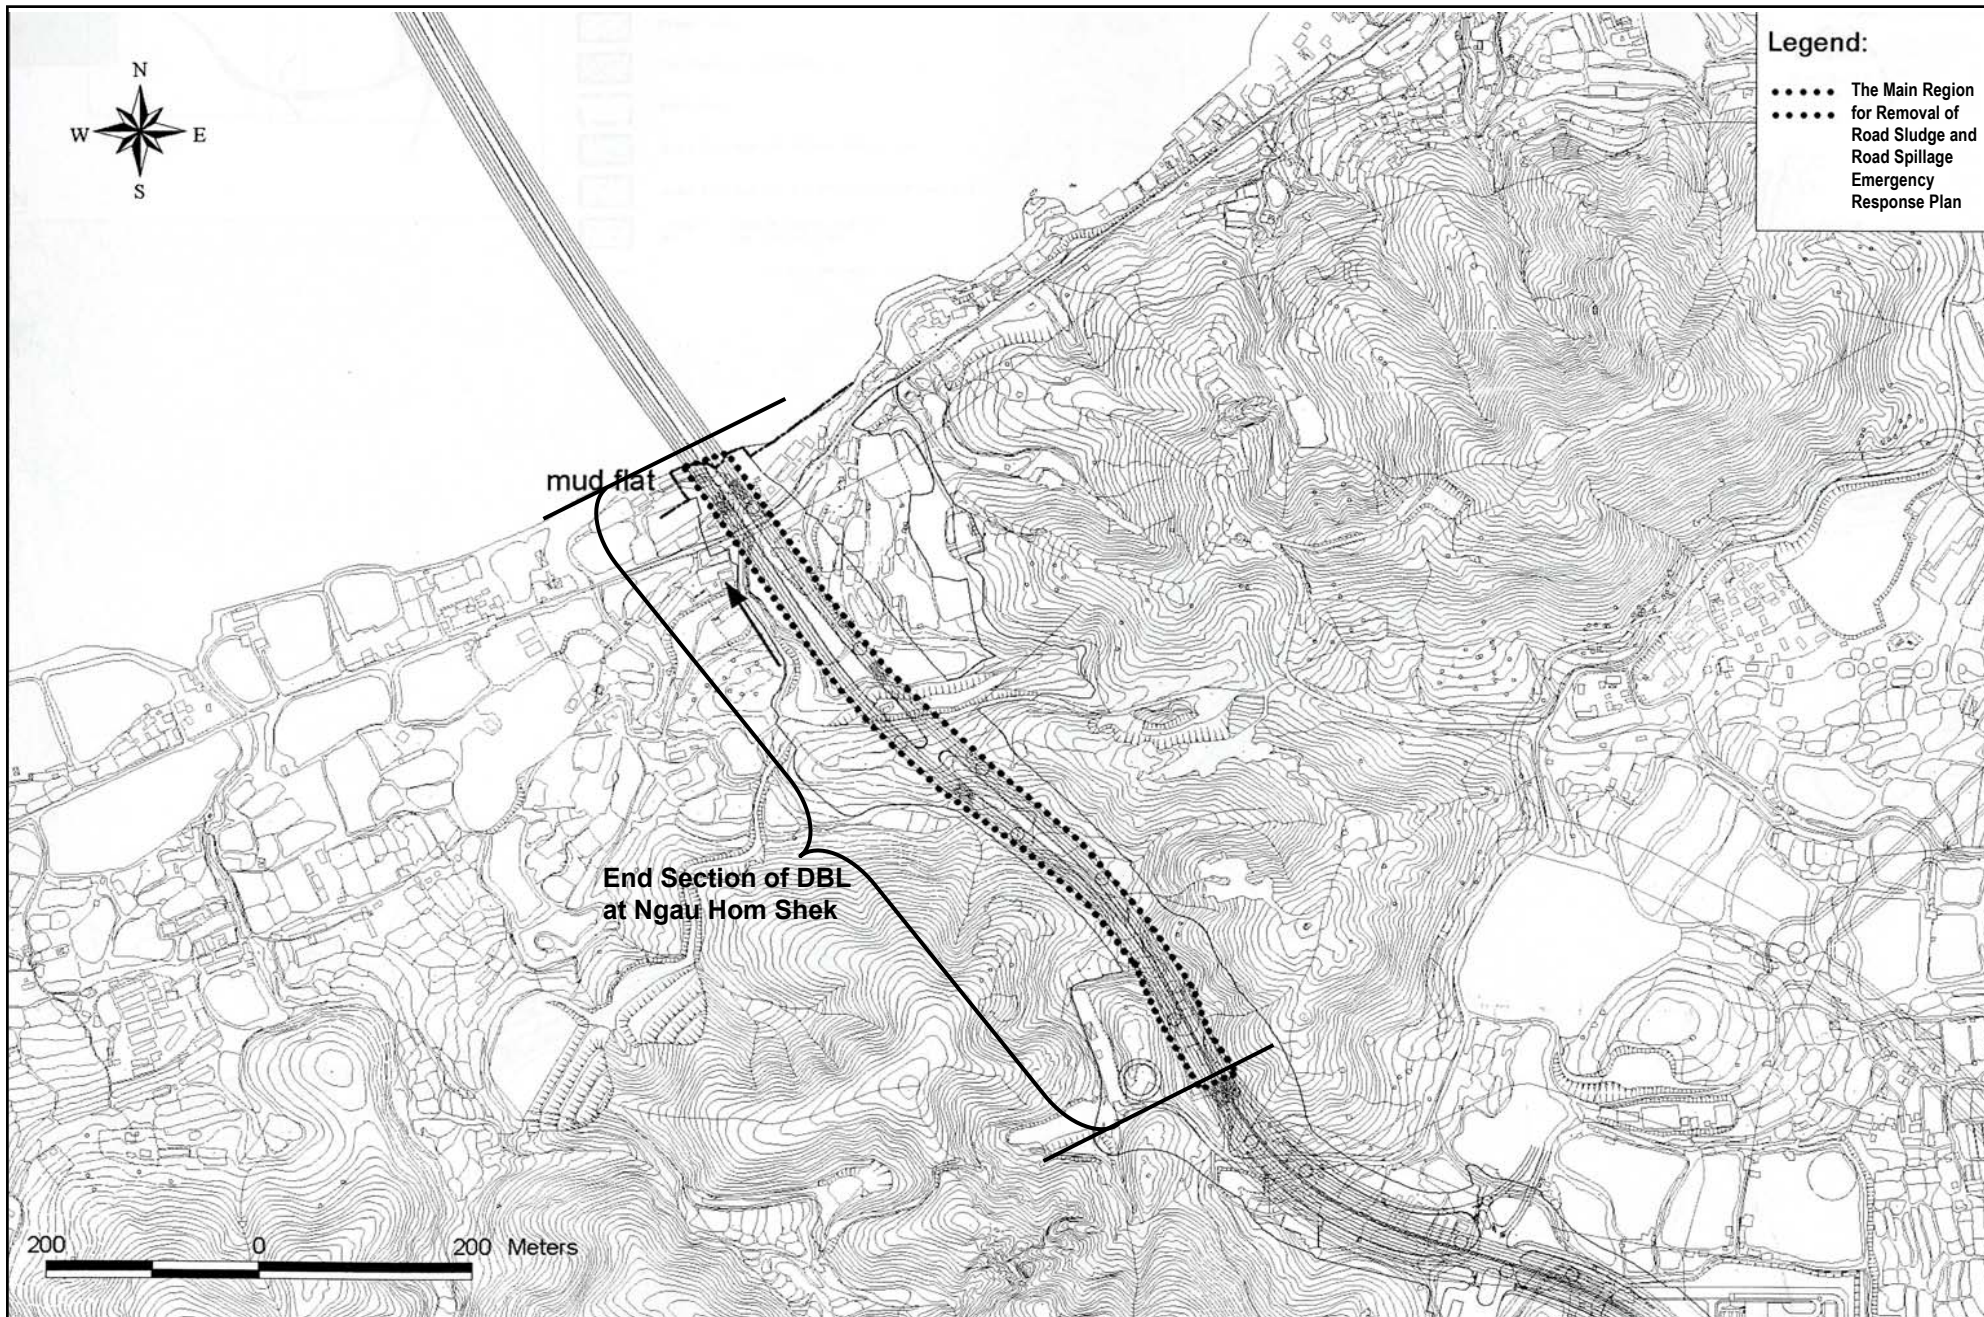 Legend:
The Main Region
for Removal of
Road Sludge and
Road Spillage
Emergency
Response Plan
N
W E
S
mud flat
End Section of DBL
at Ngau Hom Shek
200 0 200 Meters